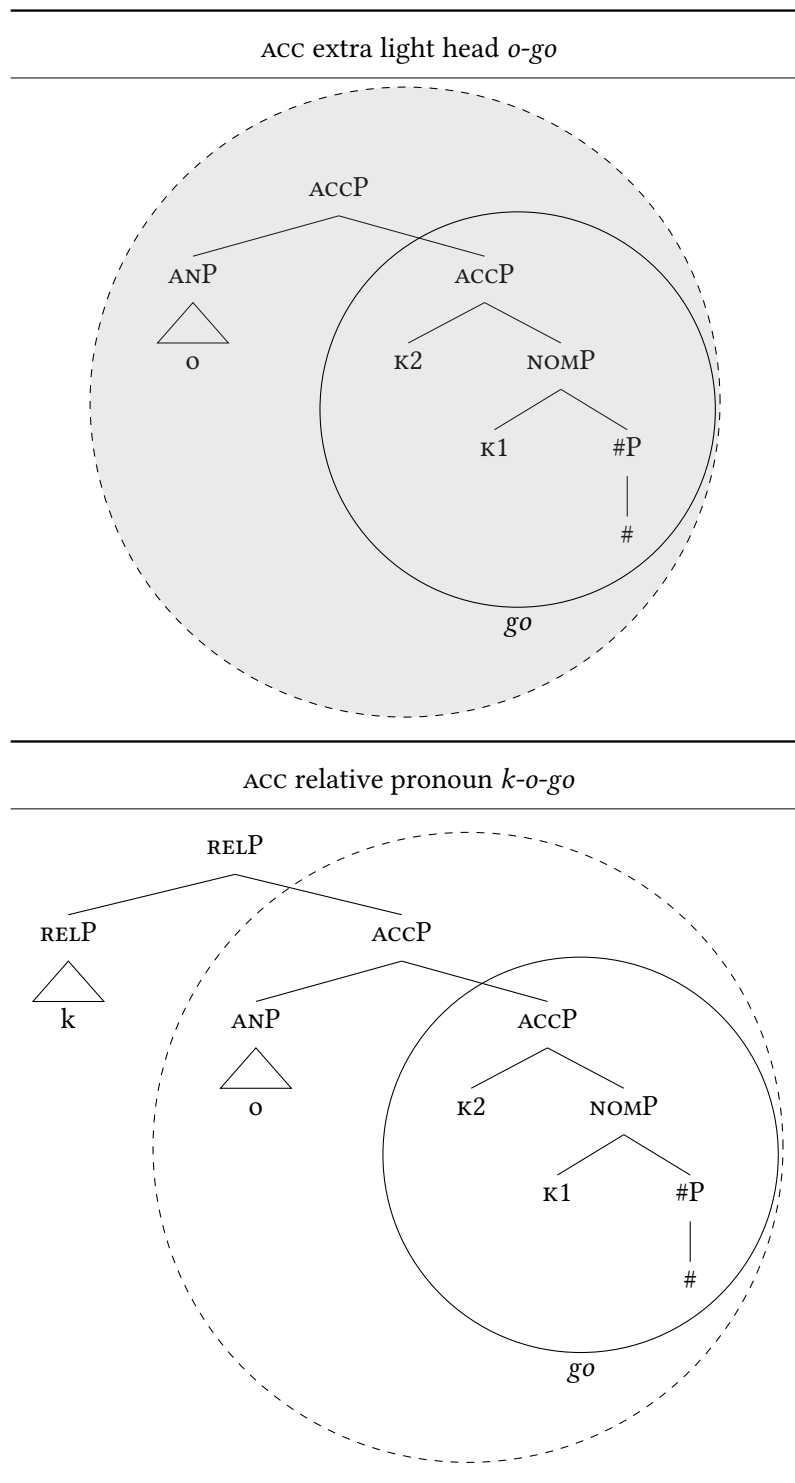 ACC extra light head o-go
ACCP
ANP ACCP
o K2 NOMP
K1 #P
#
go
ACC relative pronoun k-o-go
RELP
RELP ACCP
k ANP ACCP
o K2 NOMP
K1 #P
#
go